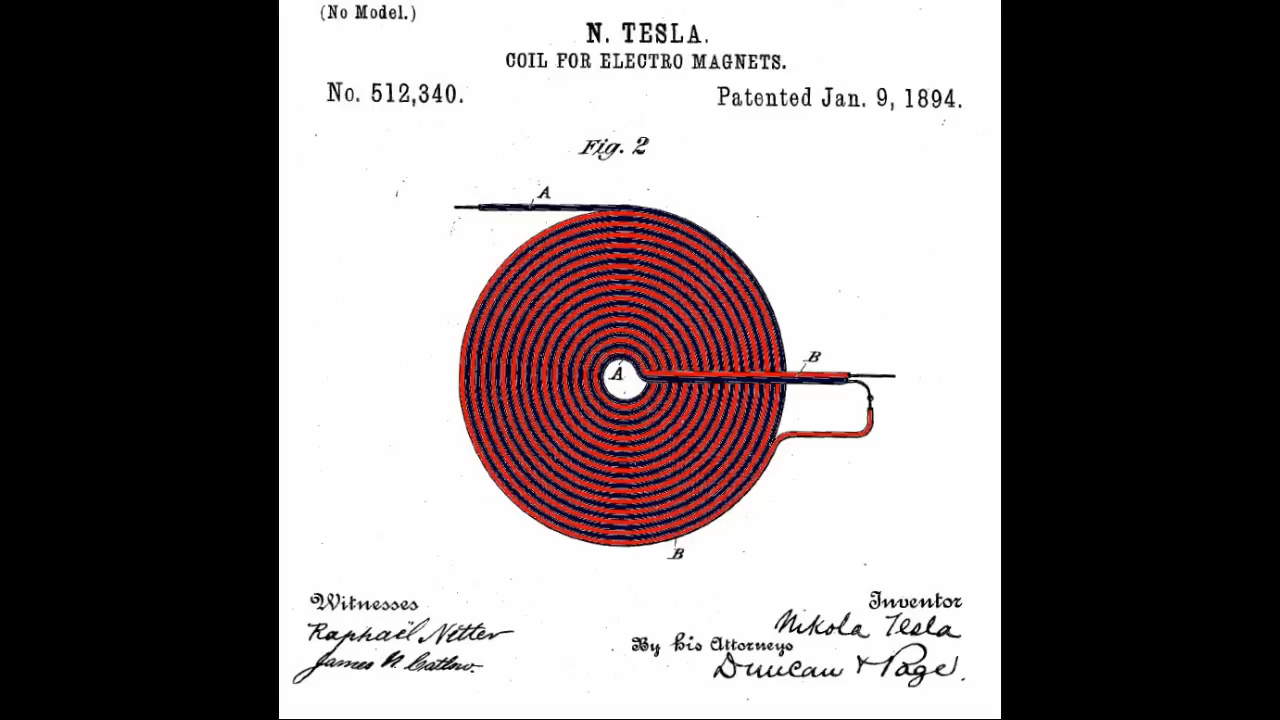 (No Model.)
N. TESLA.
COIL FOR ELECTRO MAGNETS.
No. 512,340.
Patented Jan. 9, 1894.
Fig. 2
A
B
A
B
Witnesses
Raphaël Netter
James N. Catlow.
Inventor
Nikola Tesla
By his Attorneys
Duncan & Page.